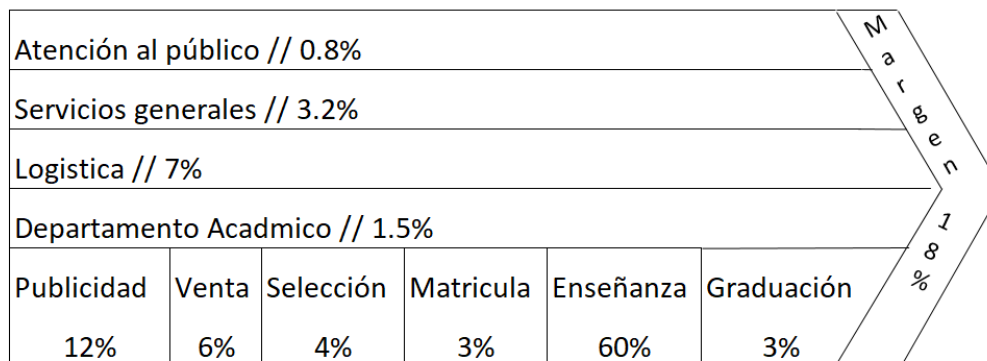 Atención al público // 0.8%
Servicios generales // 3.2%
Logistica // 7%
Departamento Acadmico // 1.5%
Publicidad Venta Selección Matricula Enseñanza Graduación
12% 6% 4% 3% 60% 3%
Margen
18%